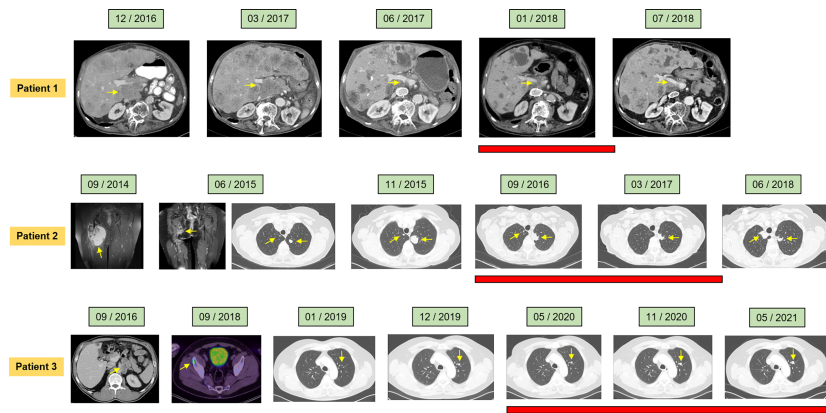 12 / 2016 03 / 2017 06 / 2017 01 / 2018 07 / 2018
Patient 1
09 / 2014 06 / 2015 11 / 2015 09 / 2016 03 / 2017 06 / 2018
Patient 2
09 / 2016 09 / 2018 01 / 2019 12 / 2019 05 / 2020 11 / 2020 05 / 2021
Patient 3